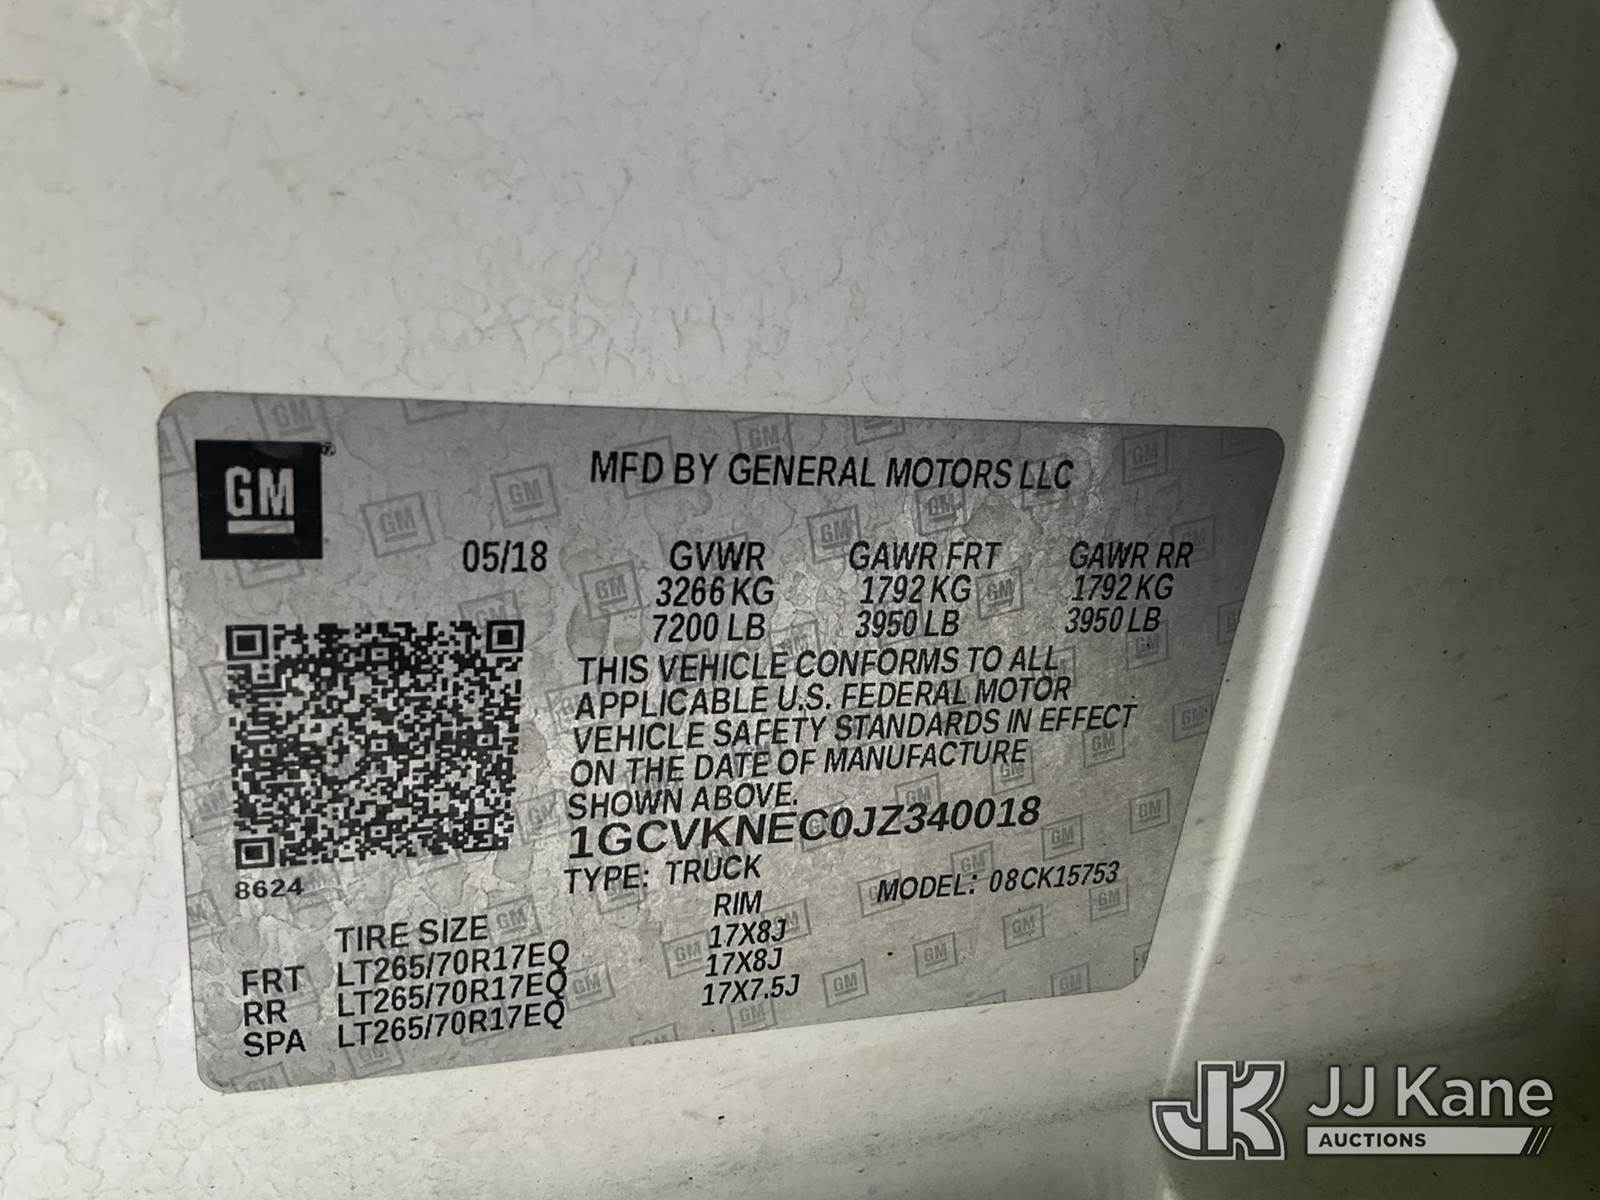 GM
MFD BY GENERAL MOTORS LLC
05/18 GVWR GAWR FRT GAWR RR
3266 KG 1792 KG 1792 KG
7200 LB 3950 LB 3950 LB
THIS VEHICLE CONFORMS TO ALL
APPLICABLE U.S. FEDERAL MOTOR
VEHICLE SAFETY STANDARDS IN EFFECT
ON THE DATE OF MANUFACTURE
SHOWN ABOVE.
1GCVKNEC0JZ340018
8624 TYPE: TRUCK MODEL: 08CK15753
TIRE SIZE RIM
FRT LT265/70R17EQ 17X8J
RR LT265/70R17EQ 17X8J
SPA LT265/70R17EQ 17X7.5J
JK JJ Kane
AUCTIONS